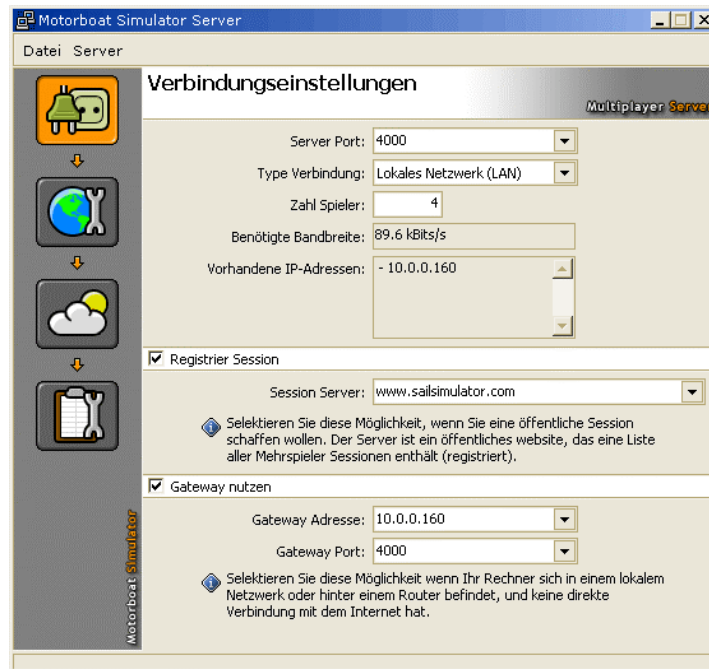 Motorboat Simulator Server
Datei Server
Verbindungseinstellungen
Multiplayer Server
Server Port: 4000
Type Verbindung: Lokales Netzwerk (LAN)
Zahl Spieler: 4
Benötigte Bandbreite: 89.6 kBits/s
Vorhandene IP-Adressen: - 10.0.0.160
Registrier Session
Session Server: www.sailsimulator.com
Selektieren Sie diese Möglichkeit, wenn Sie eine öffentliche Session
schaffen wollen. Der Server ist ein öffentliches website, das eine Liste
aller Mehrspieler Sessionen enthält (registriert).
Gateway nutzen
Gateway Adresse: 10.0.0.160
Gateway Port: 4000
Selektieren Sie diese Möglichkeit wenn Ihr Rechner sich in einem lokalem
Netzwerk oder hinter einem Router befindet, und keine direkte
Verbindung mit dem Internet hat.
Motorboat Simulator